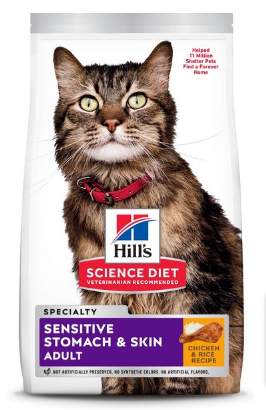 Helped
11 Million
Shelter Pets
Find a Forever
Home
Hill's
SCIENCE DIET
VETERINARIAN RECOMMENDED
SPECIALTY
SENSITIVE
STOMACH & SKIN
ADULT
CHICKEN
& RICE
RECIPE
NOT ARTIFICIALLY PRESERVED. NO SYNTHETIC COLORS. NO ARTIFICIAL FLAVORS.